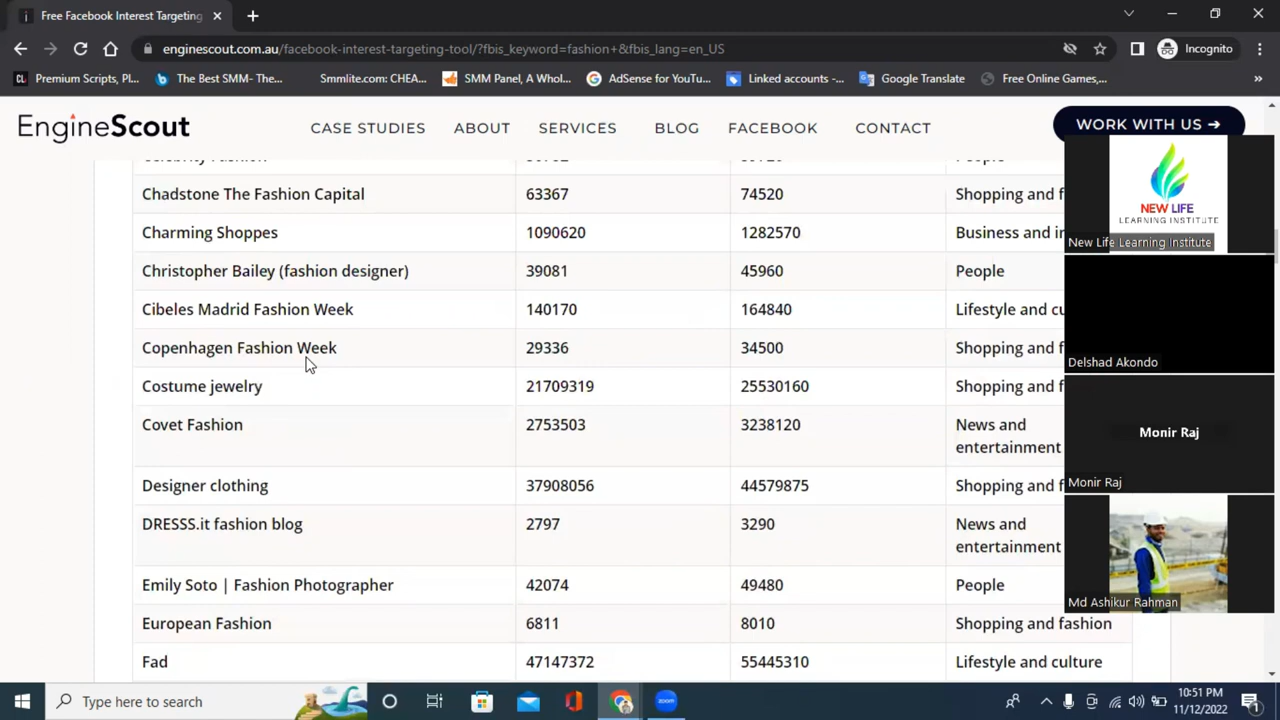 Free Facebook Interest Targeting
enginescout.com.au/facebook-interest-targeting-tool/?fbis_keyword=fashion+&fbis_lang=en_US
Incognito
Premium Scripts, Pl...
The Best SMM- The...
Smmlite.com: CHEA...
SMM Panel, A Whol...
AdSense for YouTu...
Linked accounts -...
Google Translate
Free Online Games,...
EngineScout
CASE STUDIES
ABOUT
SERVICES
BLOG
FACEBOOK
CONTACT
WORK WITH US →
Celebrity Fashion
People
Chadstone The Fashion Capital 63367 74520 Shopping and f
Charming Shoppes 1090620 1282570 Business and in
Christopher Bailey (fashion designer) 39081 45960 People
Cibeles Madrid Fashion Week 140170 164840 Lifestyle and cu
Copenhagen Fashion Week 29336 34500 Shopping and f
Costume jewelry 21709319 25530160 Shopping and f
Covet Fashion 2753503 3238120 News and
entertainment
Designer clothing 37908056 44579875 Shopping and f
DRESSS.it fashion blog 2797 3290 News and
entertainment
Emily Soto | Fashion Photographer 42074 49480 People
European Fashion 6811 8010 Shopping and fashion
Fad 47147372 55445310 Lifestyle and culture
NEW LIFE
LEARNING INSTITUTE
New Life Learning Institute
Delshad Akondo
Monir Raj
Monir Raj
Md Ashikur Rahman
Type here to search
zoom
10:51 PM
11/12/2022
1